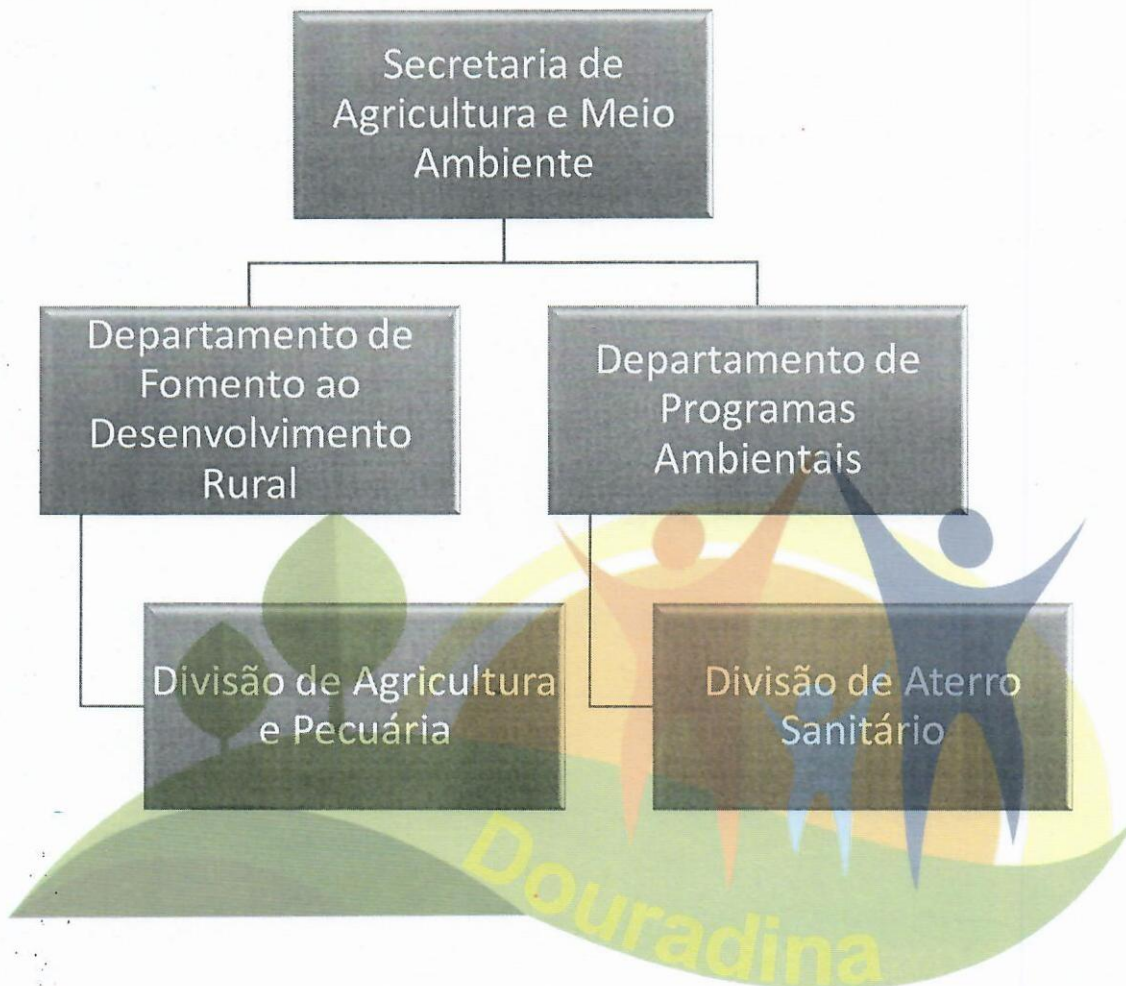 Secretaria de
Agricultura e Meio
Ambiente
Departamento de
Fomento ao
Desenvolvimento
Rural
Departamento de
Programas
Ambientais
Divisão de Agricultura
e Pecuária
Divisão de Aterro
Sanitário
Douradina